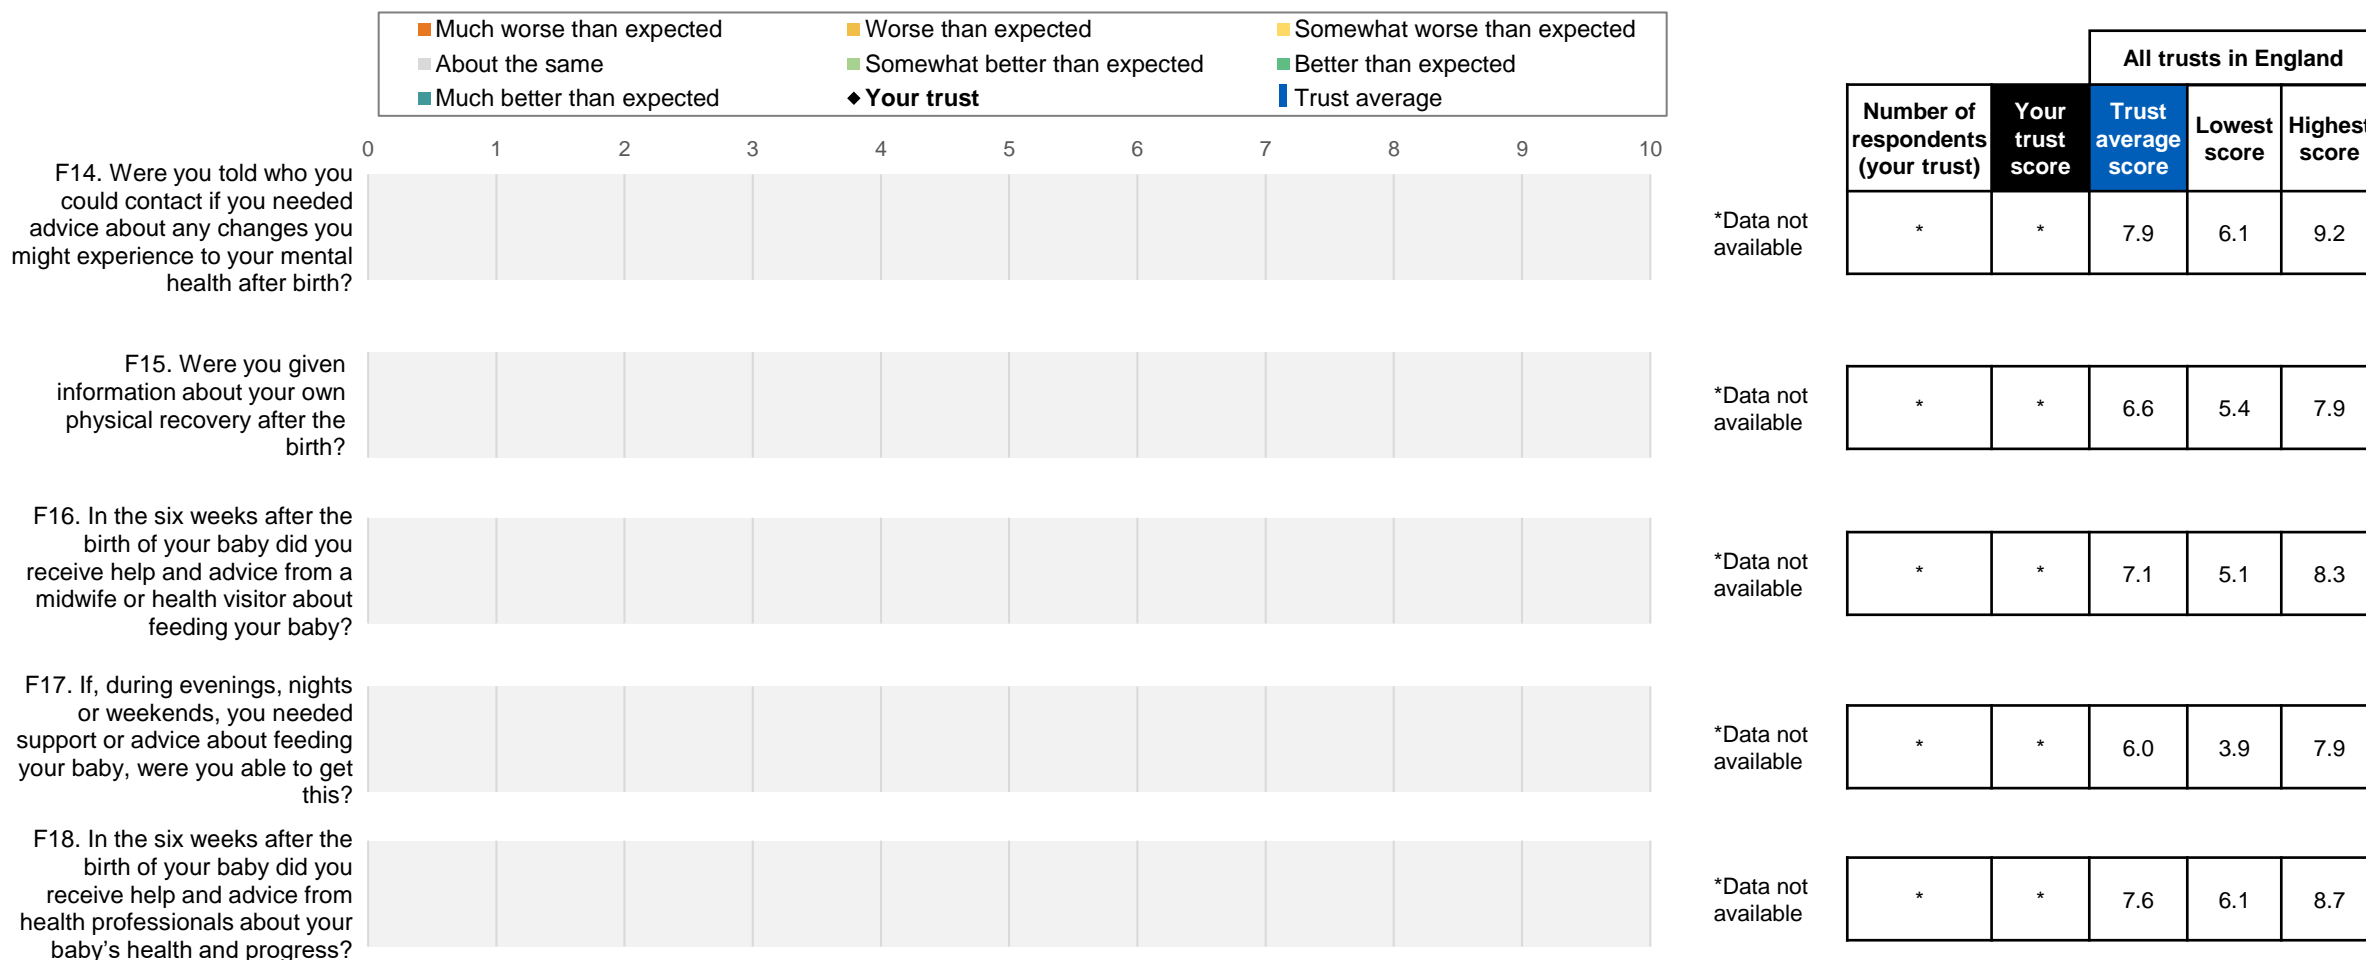 Much worse than expected
Worse than expected
Somewhat worse than expected
About the same
Somewhat better than expected
Better than expected
Much better than expected
Your trust
Trust average
All trusts in England
Number of
respondents
(your trust)
Your
trust
score
Trust
average
score
Lowest
score
Highest
score
0 1 2 3 4 5 6 7 8 9 10
F14. Were you told who you
could contact if you needed
advice about any changes you
might experience to your mental
health after birth?
*Data not
available
* * 7.9 6.1 9.2
F15. Were you given
information about your own
physical recovery after the
birth?
*Data not
available
* * 6.6 5.4 7.9
F16. In the six weeks after the
birth of your baby did you
receive help and advice from a
midwife or health visitor about
feeding your baby?
*Data not
available
* * 7.1 5.1 8.3
F17. If, during evenings, nights
or weekends, you needed
support or advice about feeding
your baby, were you able to get
this?
*Data not
available
* * 6.0 3.9 7.9
F18. In the six weeks after the
birth of your baby did you
receive help and advice from
health professionals about your
baby’s health and progress?
*Data not
available
* * 7.6 6.1 8.7